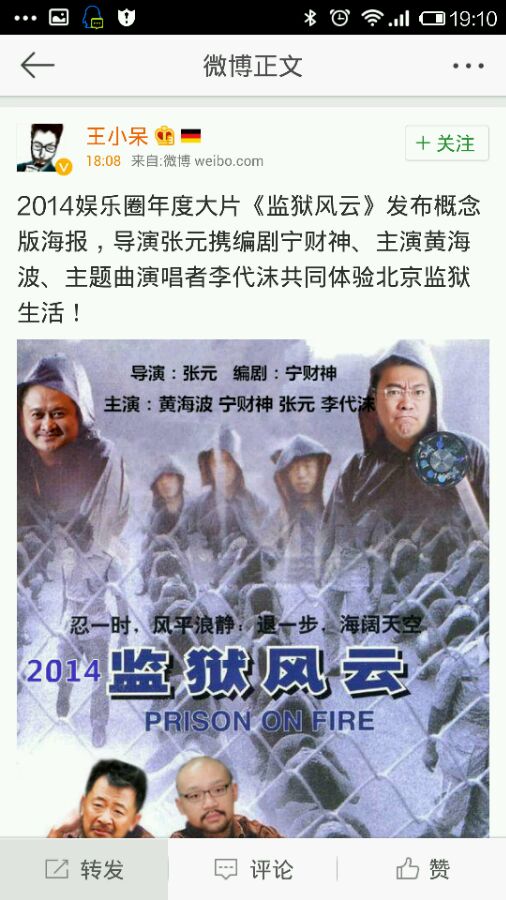 19:10
微博正文
王小呆
18:08 来自:微博 weibo.com
+ 关注
2014娱乐圈年度大片《监狱风云》发布概念
版海报，导演张元携编剧宁财神、主演黄海
波、主题曲演唱者李代沫共同体验北京监狱
生活！
导演：张元 编剧：宁财神
主演：黄海波 宁财神 张元 李代沫
忍一时，风平浪静；退一步，海阔天空
2014 监狱风云
PRISON ON FIRE
转发
评论
赞